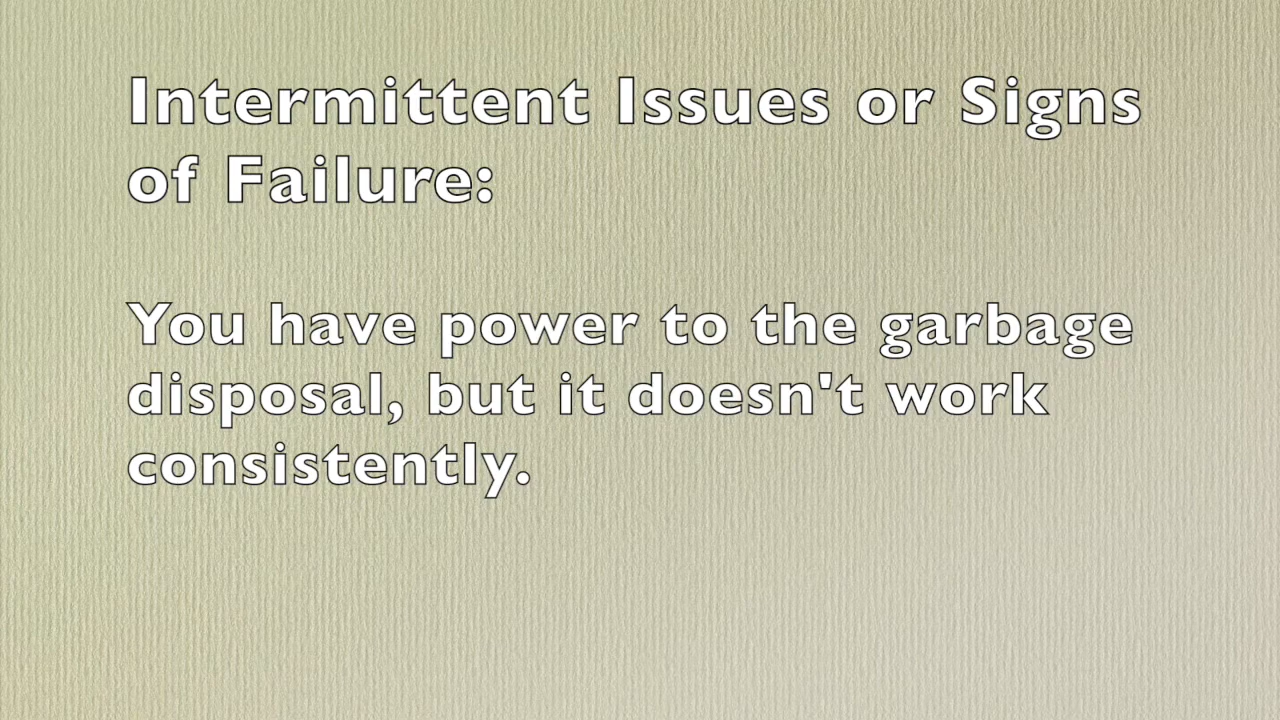 Intermittent Issues or Signs
of Failure:
You have power to the garbage
disposal, but it doesn't work
consistently.